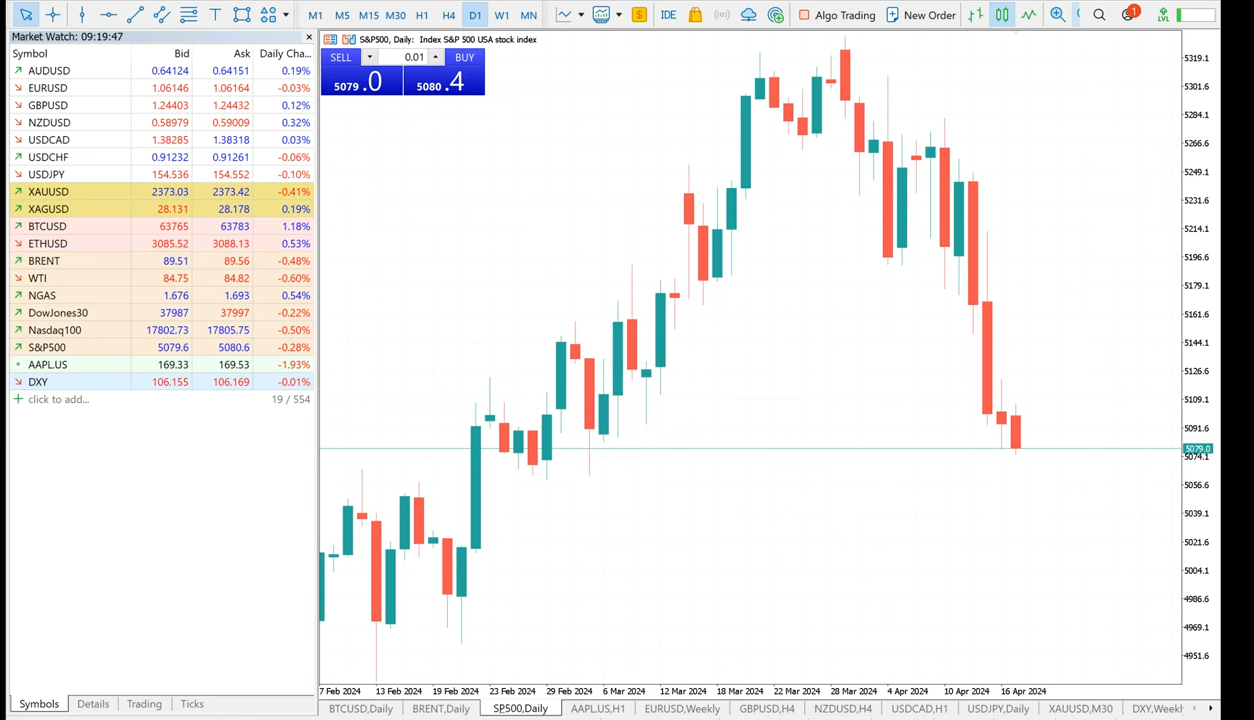 T M1 M5 M15 M30 H1 H4 D1 W1 MN $ IDE Algo Trading New Order 1 LVL
Market Watch: 09:19:47 ×
Symbol Bid Ask Daily Cha...
AUDUSD 0.64124 0.64151 0.19%
EURUSD 1.06146 1.06164 -0.03%
GBPUSD 1.24403 1.24432 0.12%
NZDUSD 0.58979 0.59009 0.32%
USDCAD 1.38285 1.38318 0.03%
USDCHF 0.91232 0.91261 -0.06%
USDJPY 154.536 154.552 -0.10%
XAUUSD 2373.03 2373.42 -0.41%
XAGUSD 28.131 28.178 0.19%
BTCUSD 63765 63783 1.18%
ETHUSD 3085.52 3088.13 0.53%
BRENT 89.51 89.56 -0.48%
WTI 84.75 84.82 -0.60%
NGAS 1.676 1.693 0.54%
DowJones30 37987 37997 -0.22%
Nasdaq100 17802.73 17805.75 -0.50%
S&P500 5079.6 5080.6 -0.28%
AAPL.US 169.33 169.53 -1.93%
DXY 106.155 106.169 -0.01%
+ click to add... 19 / 554
Symbols Details Trading Ticks
S&P500, Daily: Index S&P 500 USA stock index
SELL 0.01 BUY
5079.0 5080.4
5319.1
5301.6
5284.1
5266.6
5249.1
5231.6
5214.1
5196.6
5179.1
5161.6
5144.1
5126.6
5109.1
5091.6
5079.0
5074.1
5056.6
5039.1
5021.6
5004.1
4986.6
4969.1
4951.6
7 Feb 2024 13 Feb 2024 19 Feb 2024 23 Feb 2024 29 Feb 2024 6 Mar 2024 12 Mar 2024 18 Mar 2024 22 Mar 2024 28 Mar 2024 4 Apr 2024 10 Apr 2024 16 Apr 2024
BTCUSD,Daily BRENT,Daily SP500,Daily AAPL.US,H1 EURUSD,Weekly GBPUSD,H4 NZDUSD,H4 USDCAD,H1 USDJPY,Daily XAUUSD,M30 DXY,Weekly